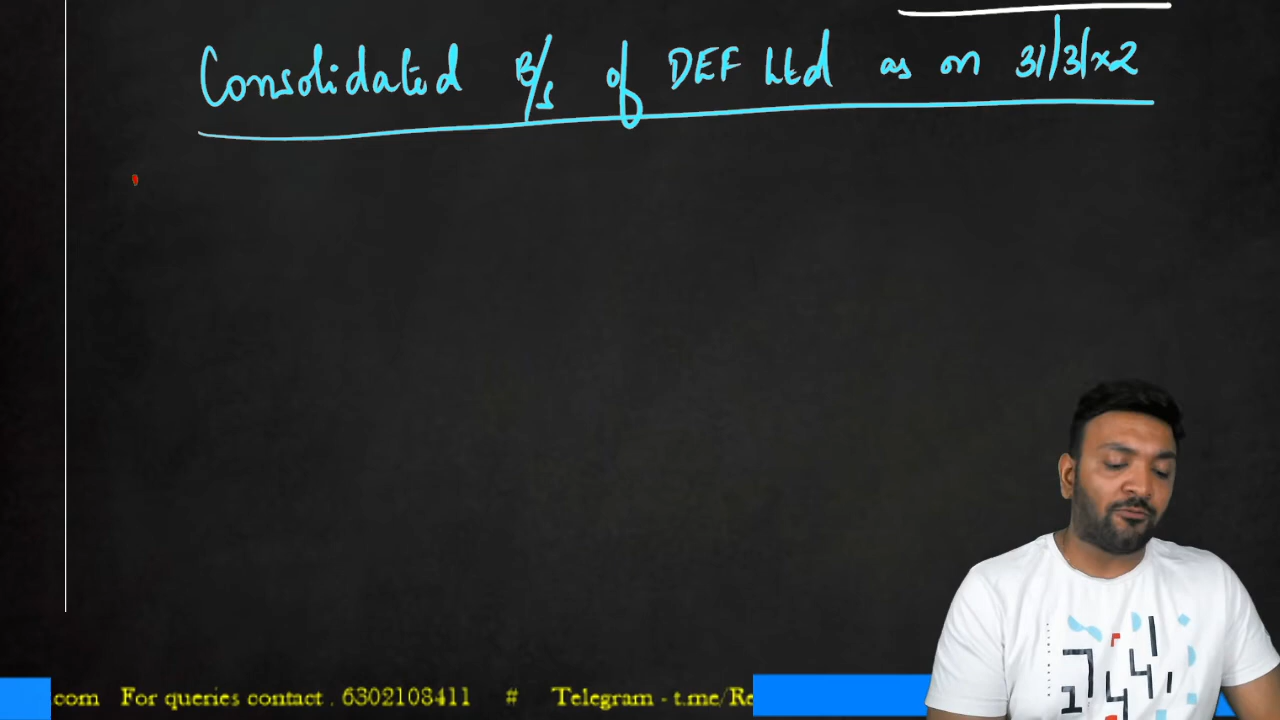 Consolidated B/s of DEF Ltd as on 31/3/x2
com For queries contact . 6302108411 # Telegram - t.me/Re